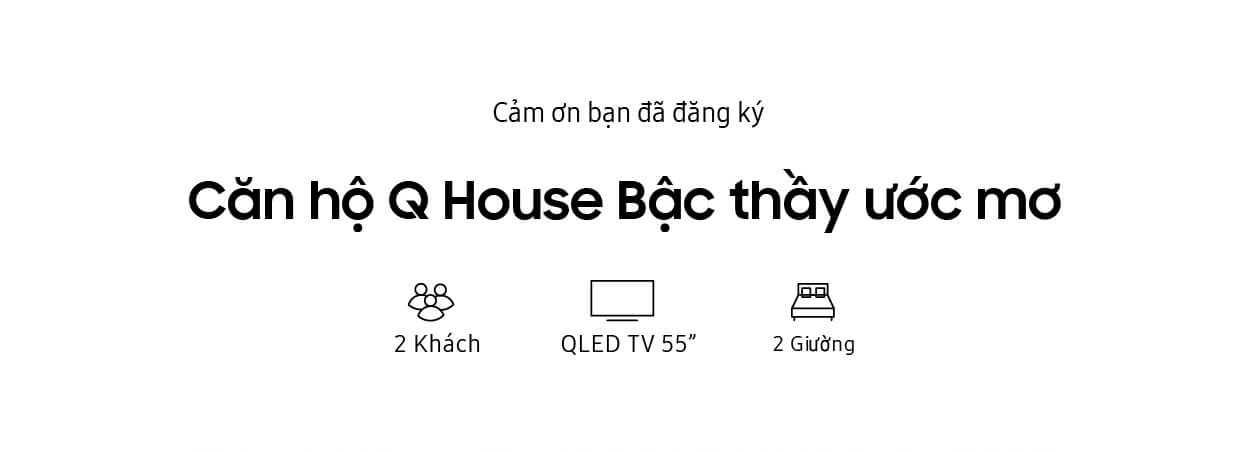 Cảm ơn bạn đã đăng ký
Căn hộ Q House Bậc thầy ước mơ
2 Khách
QLED TV 55”
2 Giường